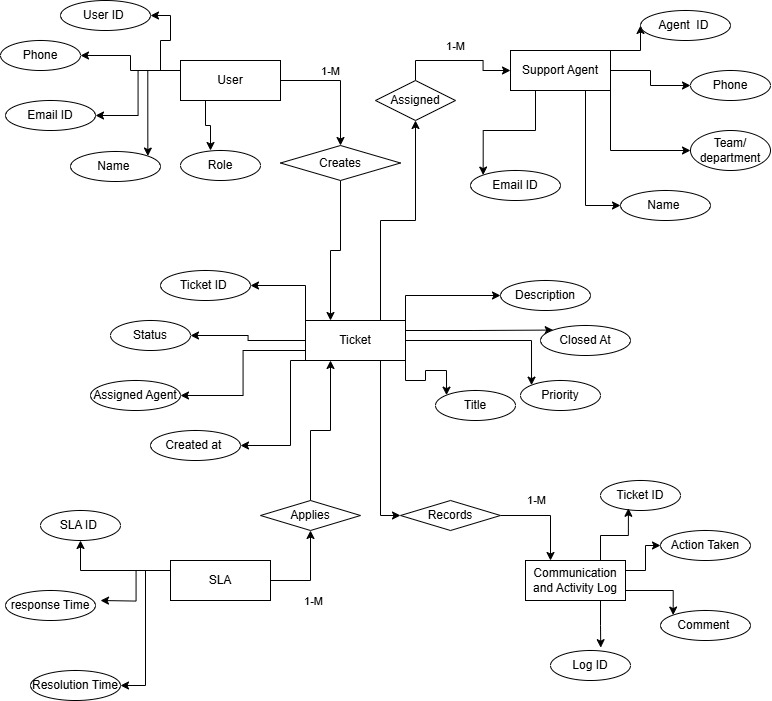 User ID
Agent  ID
Phone
1-M
1-M
User
Support Agent
Phone
Assigned
Email ID
Team/
department
Name
Role
Creates
Email ID
Name
Ticket ID
Description
Status
Ticket
Closed At
Assigned Agent
Priority
Title
Created at
Ticket ID
1-M
SLA ID
Applies
Records
Action Taken
SLA
Communication
and Activity Log
1-M
response Time
Comment
Log ID
Resolution Time